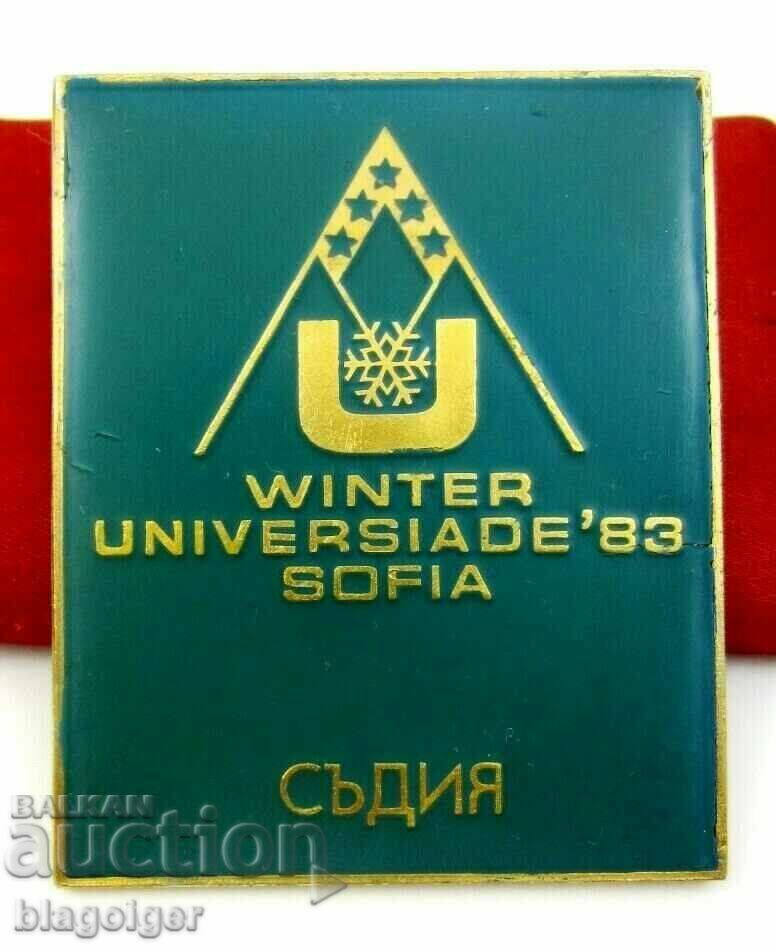 U
WINTER
UNIVERSIADE '83
SOFIA
СЪДИЯ
BALKAN
auction
blagoiger